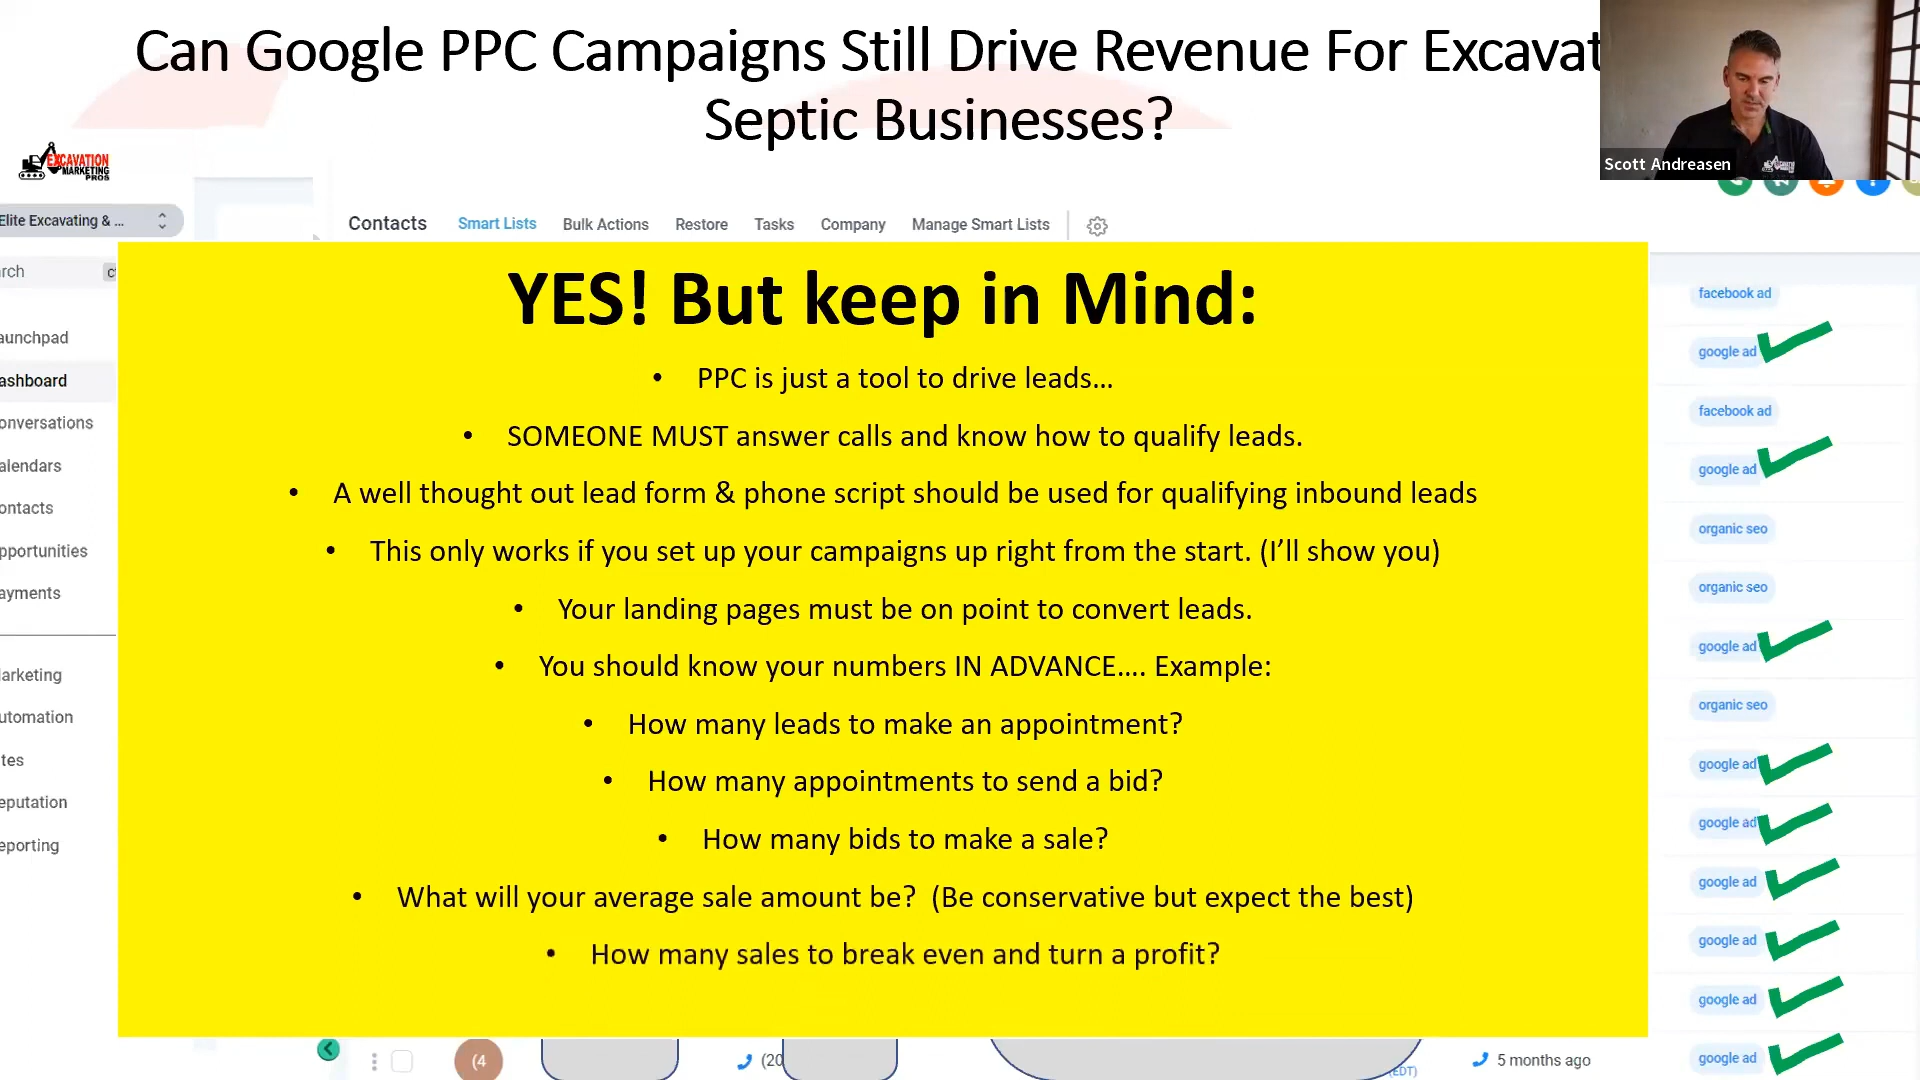 Can Google PPC Campaigns Still Drive Revenue For Excavat
Septic Businesses?
Scott Andreasen
EXCAVATION
MARKETING
PROS
Elite Excavating & ...
Contacts
Smart Lists
Bulk Actions
Restore
Tasks
Company
Manage Smart Lists
rch
YES! But keep in Mind:
• PPC is just a tool to drive leads...
• SOMEONE MUST answer calls and know how to qualify leads.
• A well thought out lead form & phone script should be used for qualifying inbound leads
• This only works if you set up your campaigns up right from the start. (I'll show you)
• Your landing pages must be on point to convert leads.
• You should know your numbers IN ADVANCE.... Example:
• How many leads to make an appointment?
• How many appointments to send a bid?
• How many bids to make a sale?
• What will your average sale amount be?  (Be conservative but expect the best)
• How many sales to break even and turn a profit?
aunchpad
ashboard
onversations
alendars
ontacts
pportunities
ayments
arketing
utomation
tes
eputation
eporting
facebook ad
google ad
facebook ad
google ad
organic seo
organic seo
google ad
organic seo
google ad
google ad
google ad
google ad
google ad
google ad
(4
(20
(EDT)
5 months ago